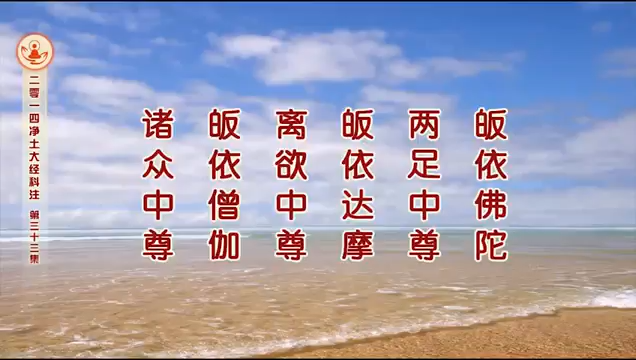 皈依佛陀
两足中尊
皈依达摩
离欲中尊
皈依僧伽
诸众中尊
二零一四净土大经科注 第三十三集